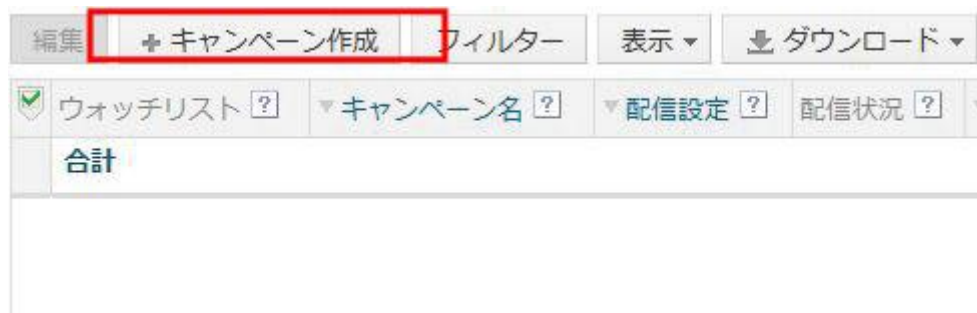 編集 +キャンペーン作成 フィルター 表示▼ ダウンロード▼
ウォッチリスト ? ▼キャンペーン名 ? ▼配信設定 ? 配信状況 ?
合計